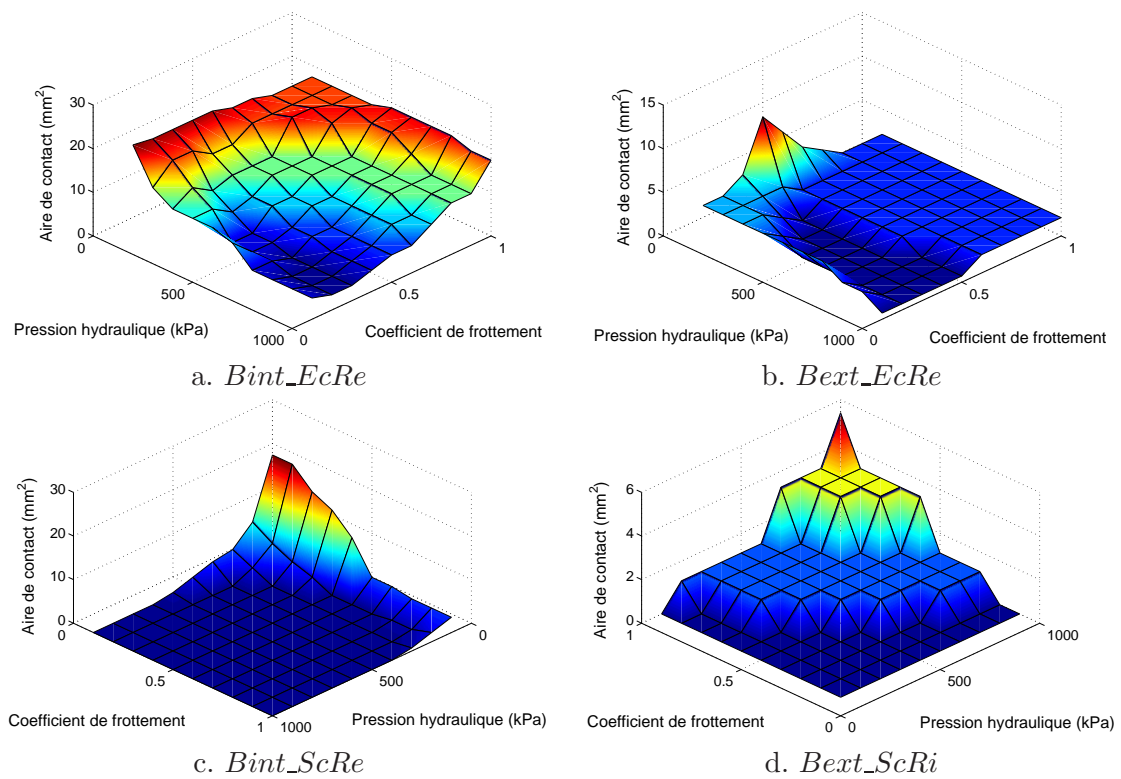 Aire de contact (mm²)
30
20
10
0
0
500
1000
Pression hydraulique (kPa)
0
0.5
1
Coefficient de frottement
a. Bint_EcRe
Aire de contact (mm²)
15
10
5
0
0
500
1000
Pression hydraulique (kPa)
0
0.5
1
Coefficient de frottement
b. Bext_EcRe
Aire de contact (mm²)
30
20
10
0
0
0.5
1
Coefficient de frottement
1000
500
0
Pression hydraulique (kPa)
c. Bint_ScRe
Aire de contact (mm²)
6
4
2
0
1
0.5
0
Coefficient de frottement
0
500
1000
Pression hydraulique (kPa)
d. Bext_ScRi